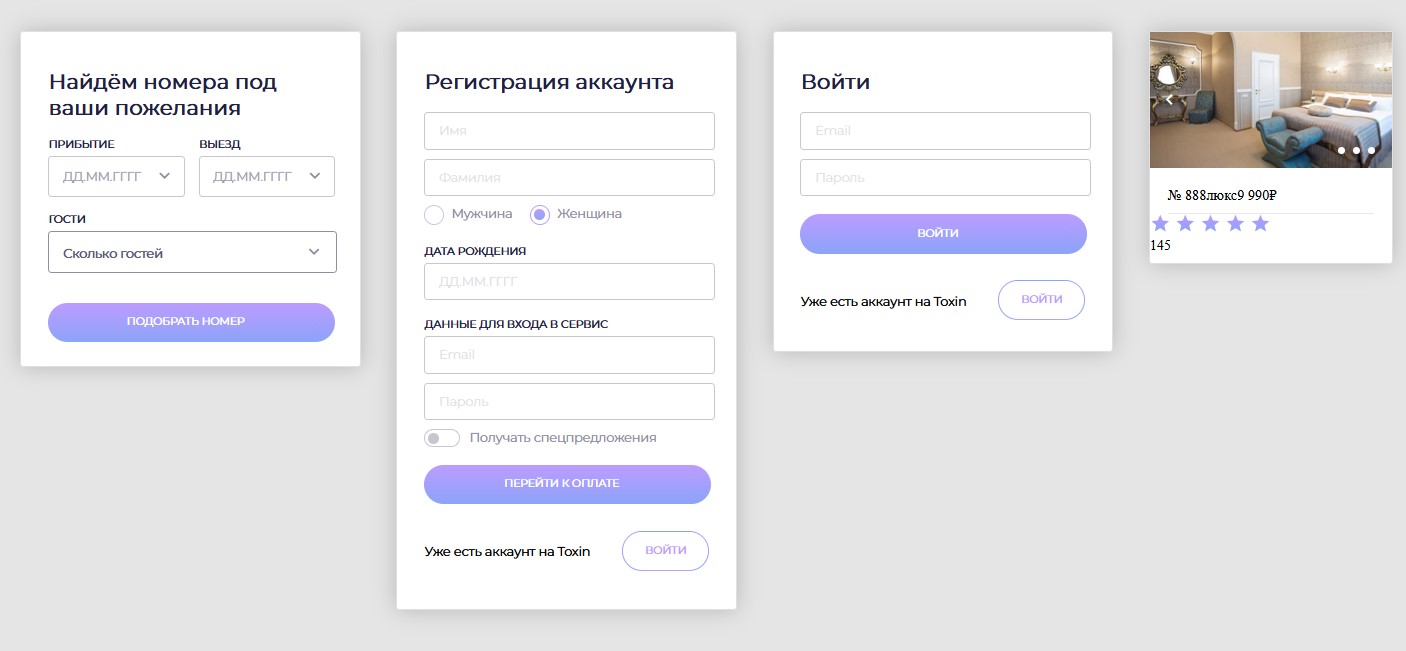 Найдём номера под
ваши пожелания
ПРИБЫТИЕ
ВЫЕЗД
ДД.ММ.ГГГГ
ДД.ММ.ГГГГ
ГОСТИ
Сколько гостей
ПОДОБРАТЬ НОМЕР
Регистрация аккаунта
Имя
Фамилия
Мужчина
Женщина
ДАТА РОЖДЕНИЯ
ДД.ММ.ГГГГ
ДАННЫЕ ДЛЯ ВХОДА В СЕРВИС
Email
Пароль
Получать спецпредложения
ПЕРЕЙТИ К ОПЛАТЕ
Уже есть аккаунт на Toxin
ВОЙТИ
Войти
Email
Пароль
ВОЙТИ
Уже есть аккаунт на Toxin
ВОЙТИ
№ 888люкс9 990₽
145